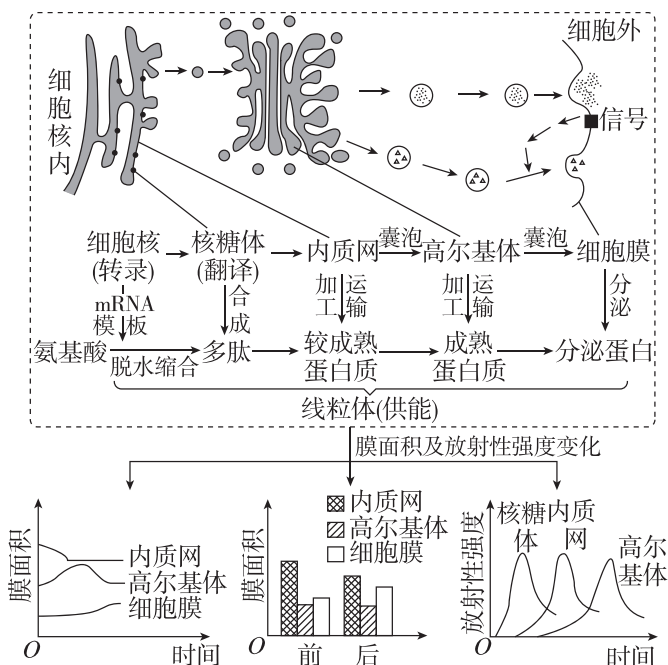 细胞外
细胞核内
信号
细胞核
(转录)
核糖体
(翻译)
内质网
囊泡
高尔基体
囊泡
细胞膜
mRNA
模板
合成
加工
运输
加工
运输
分泌
氨基酸
脱水缩合
多肽
较成熟
蛋白质
成熟
蛋白质
分泌蛋白
线粒体(供能)
膜面积及放射性强度变化
膜面积
内质网
高尔基体
细胞膜
O
时间
膜面积
内质网
高尔基体
细胞膜
O
前
后
放射性强度
核糖体
内质网
高尔基体
O
时间